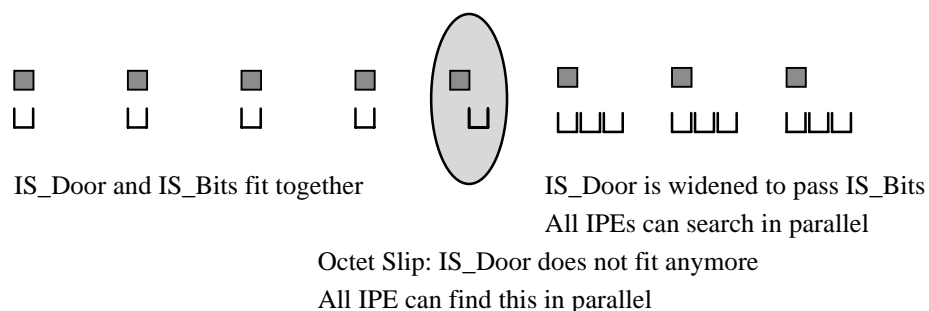 IS_Door and IS_Bits fit together
IS_Door is widened to pass IS_Bits
All IPEs can search in parallel
Octet Slip: IS_Door does not fit anymore
All IPE can find this in parallel